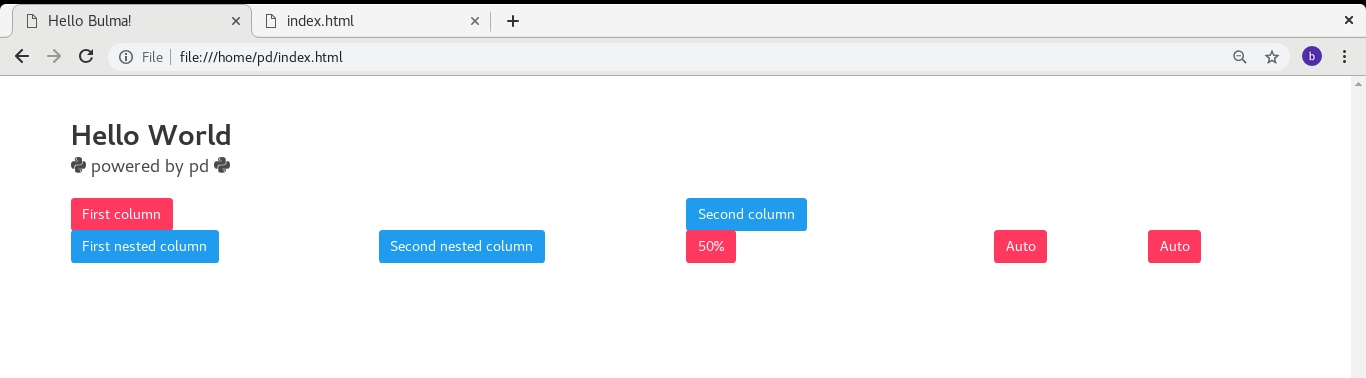 Hello Bulma!
index.html
File
file:///home/pd/index.html
b
Hello World
powered by pd
First column
Second column
First nested column
Second nested column
50%
Auto
Auto